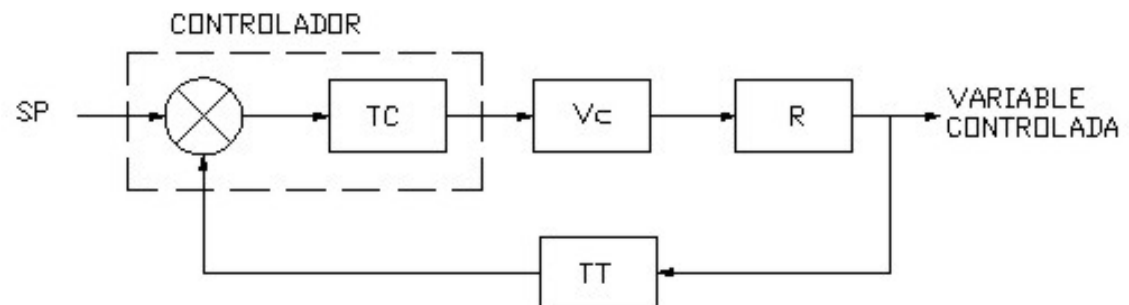 CONTROLADOR
SP
TC
Vc
R
VARIABLE
CONTROLADA
TT